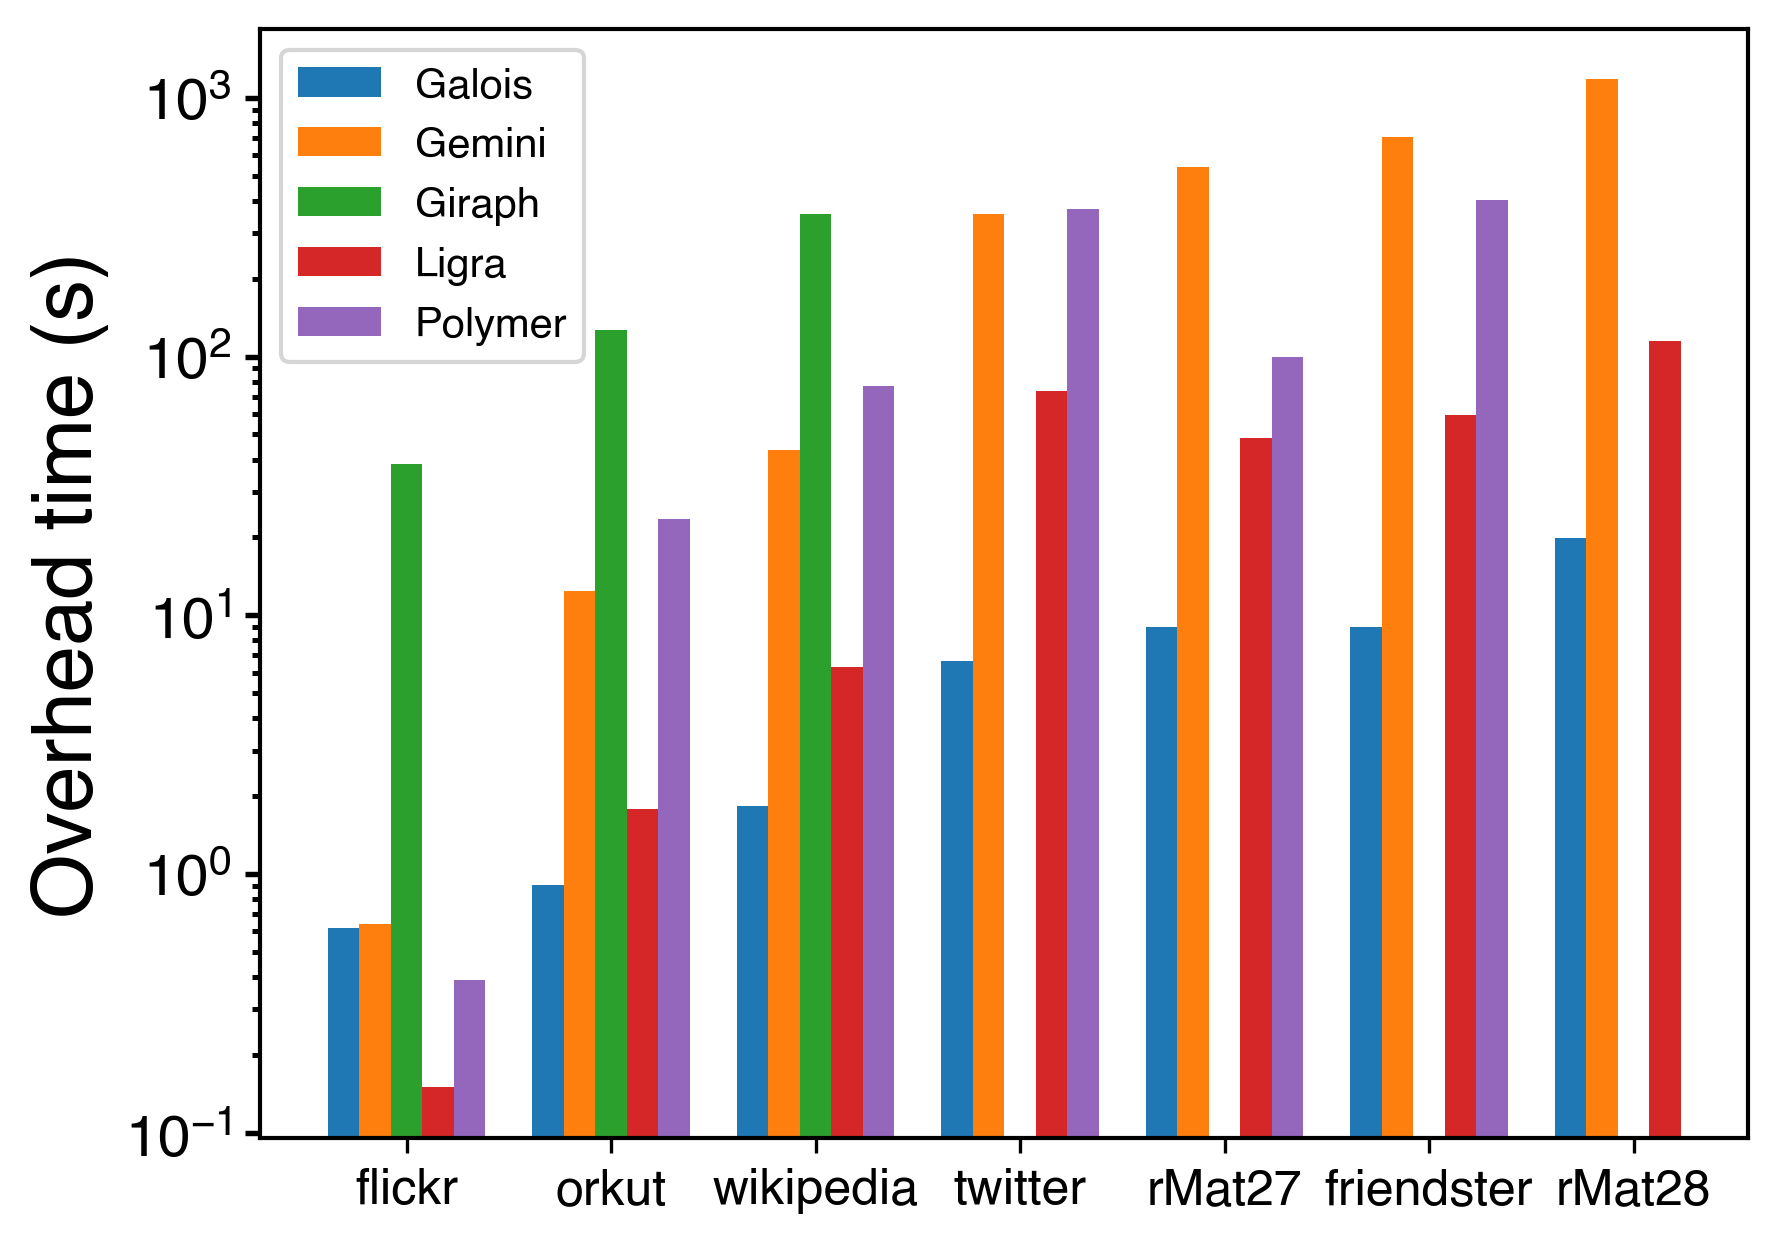 Overhead time (s)
10³
10²
10¹
10⁰
10⁻¹
Galois
Gemini
Giraph
Ligra
Polymer
flickr orkut wikipedia twitter rMat27 friendster rMat28